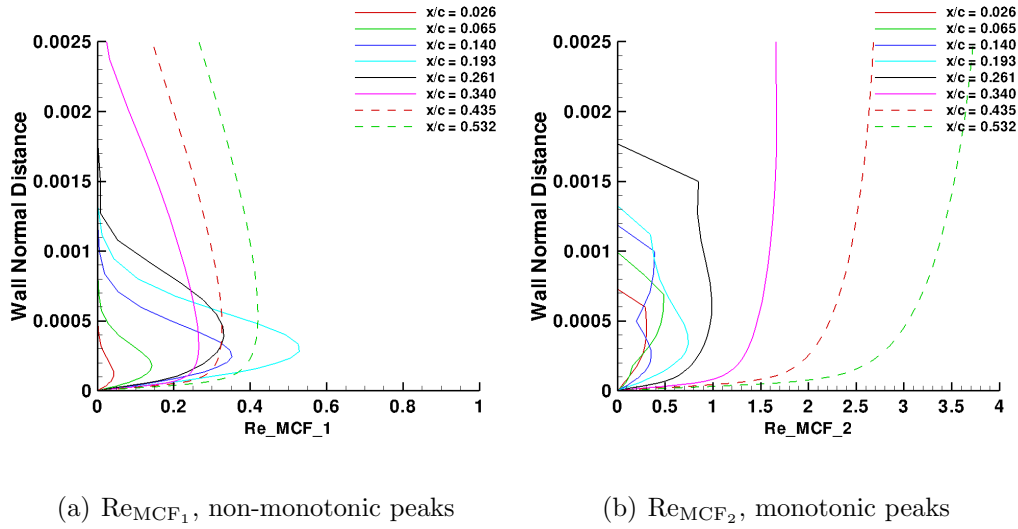 x/c = 0.026
x/c = 0.065
x/c = 0.140
x/c = 0.193
x/c = 0.261
x/c = 0.340
x/c = 0.435
x/c = 0.532
Wall Normal Distance
0.0025
0.002
0.0015
0.001
0.0005
0
0 0.2 0.4 0.6 0.8 1
Re_MCF_1
x/c = 0.026
x/c = 0.065
x/c = 0.140
x/c = 0.193
x/c = 0.261
x/c = 0.340
x/c = 0.435
x/c = 0.532
Wall Normal Distance
0.0025
0.002
0.0015
0.001
0.0005
0
0 0.5 1 1.5 2 2.5 3 3.5 4
Re_MCF_2
(a) Re_MCF₁, non-monotonic peaks
(b) Re_MCF₂, monotonic peaks